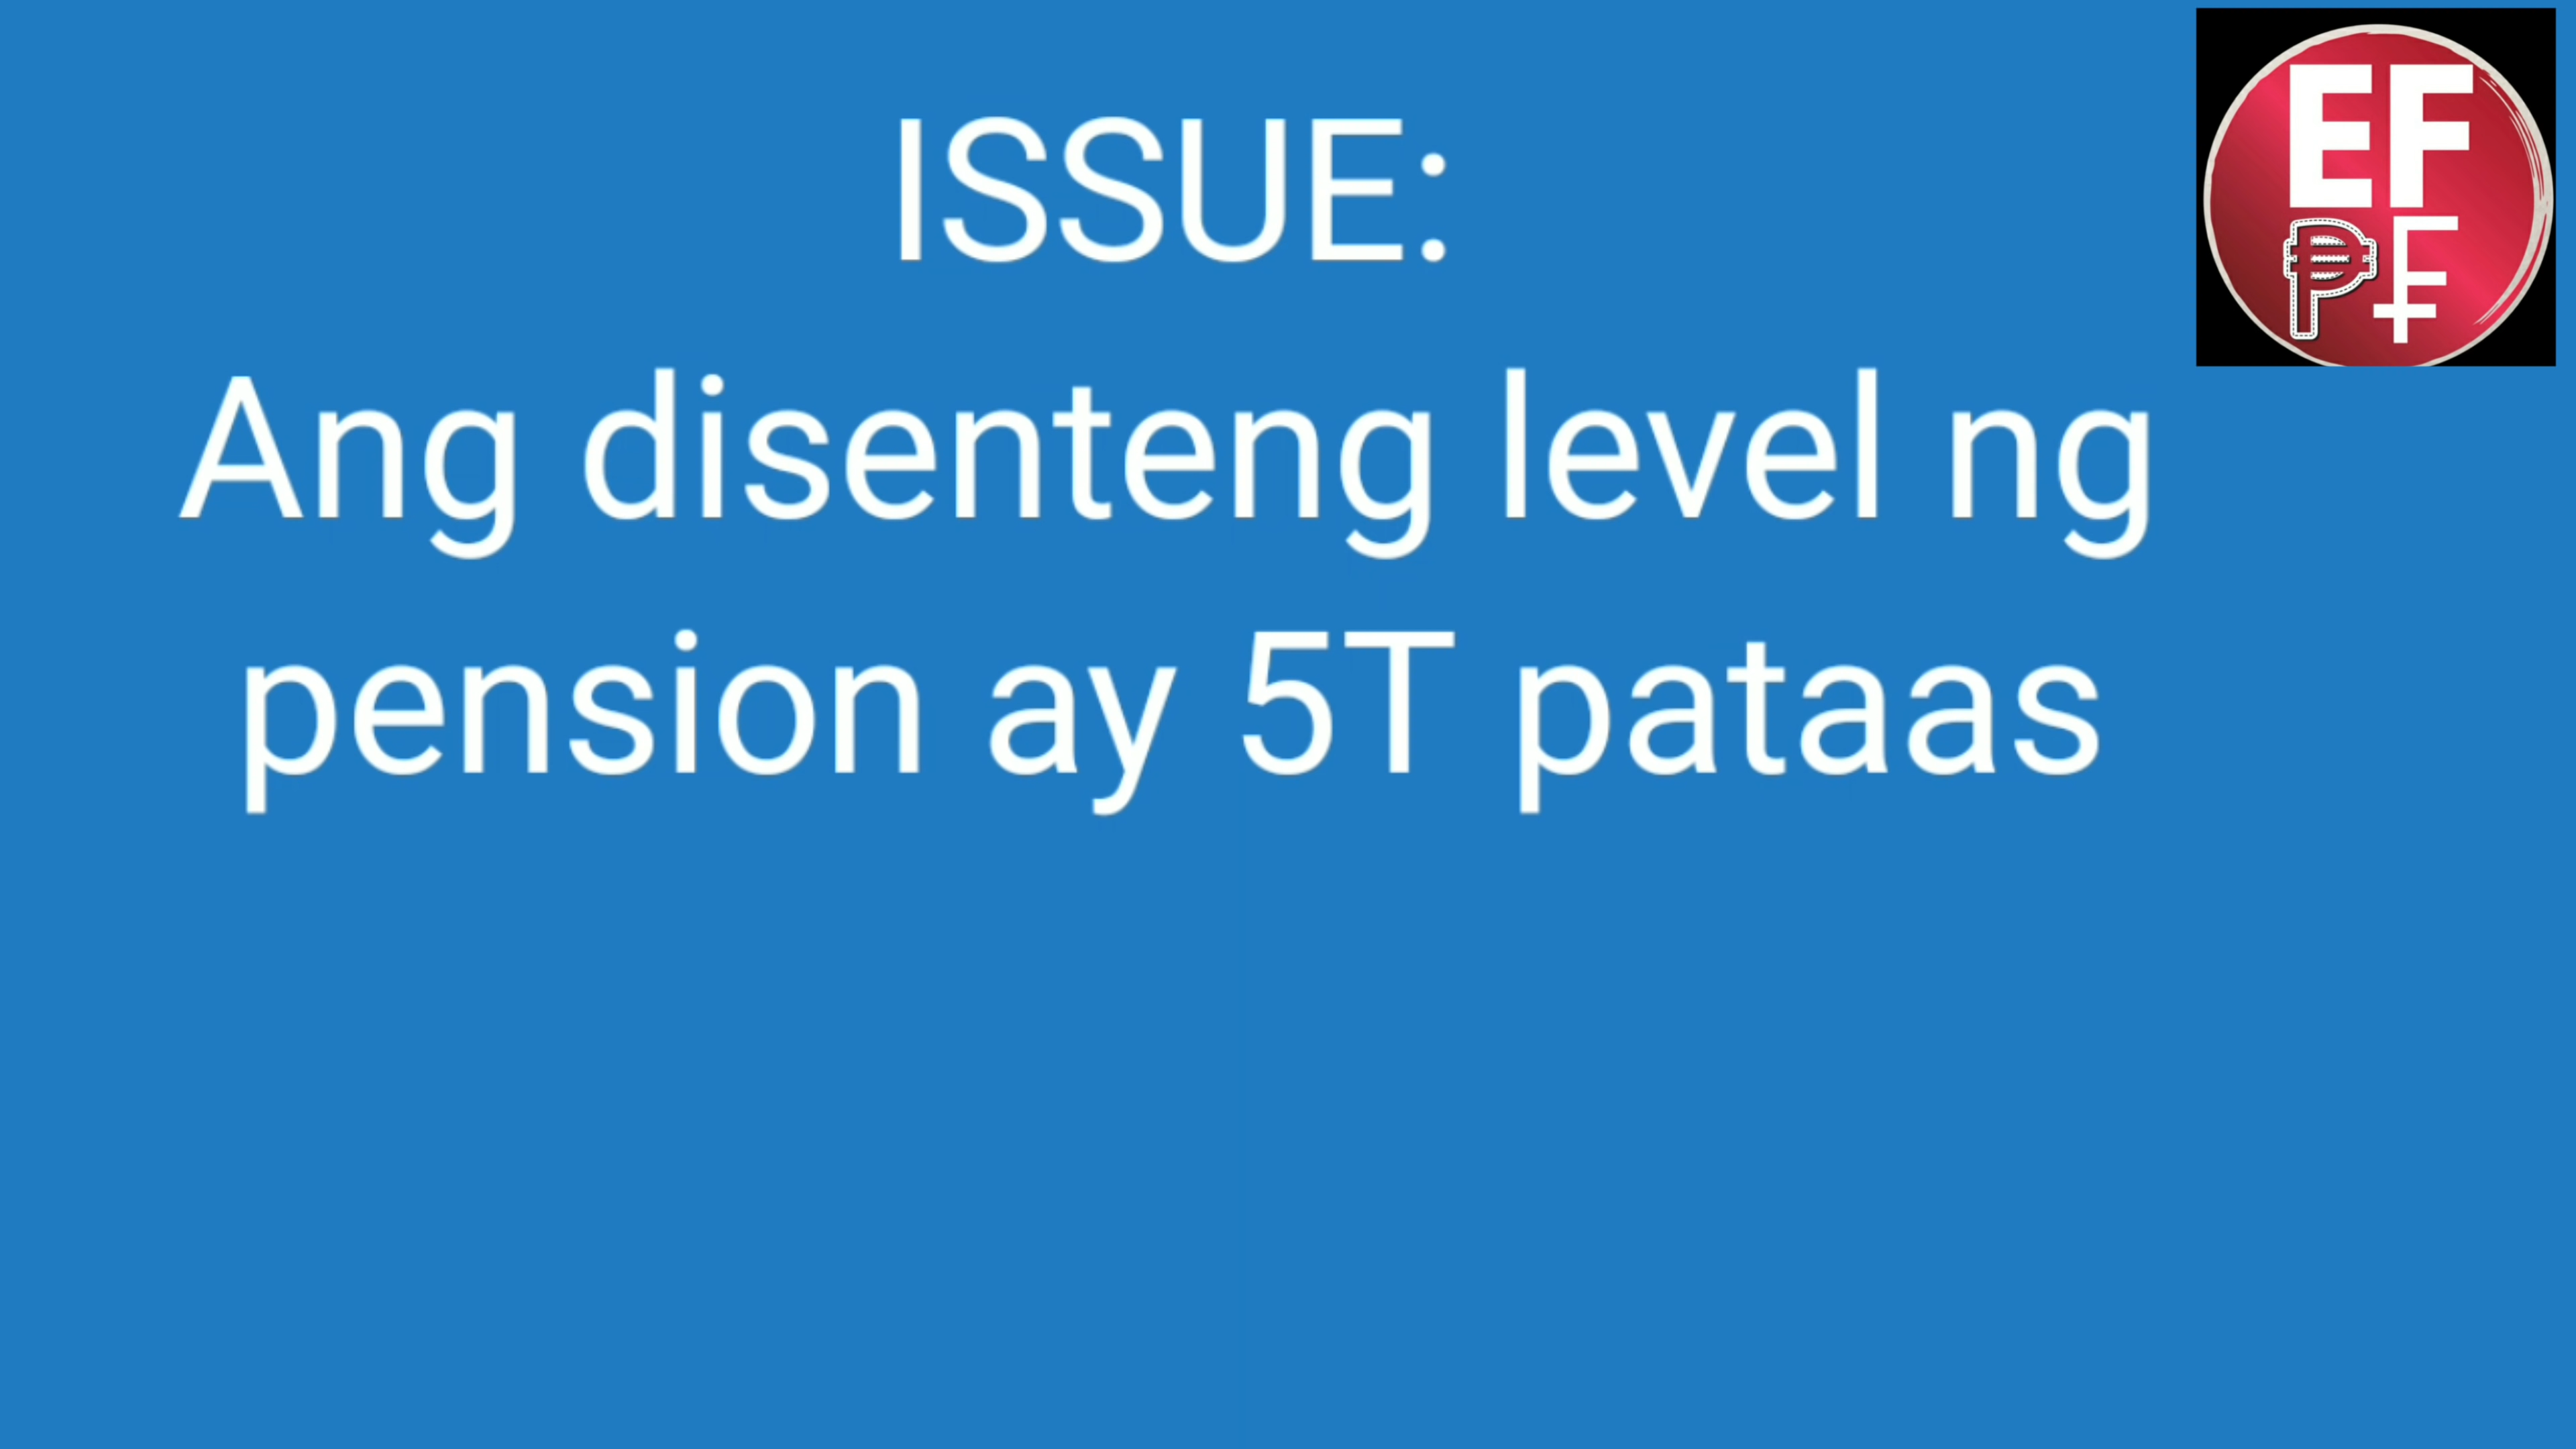 EF
₱₣
ISSUE:
Ang disenteng level ng
pension ay 5T pataas